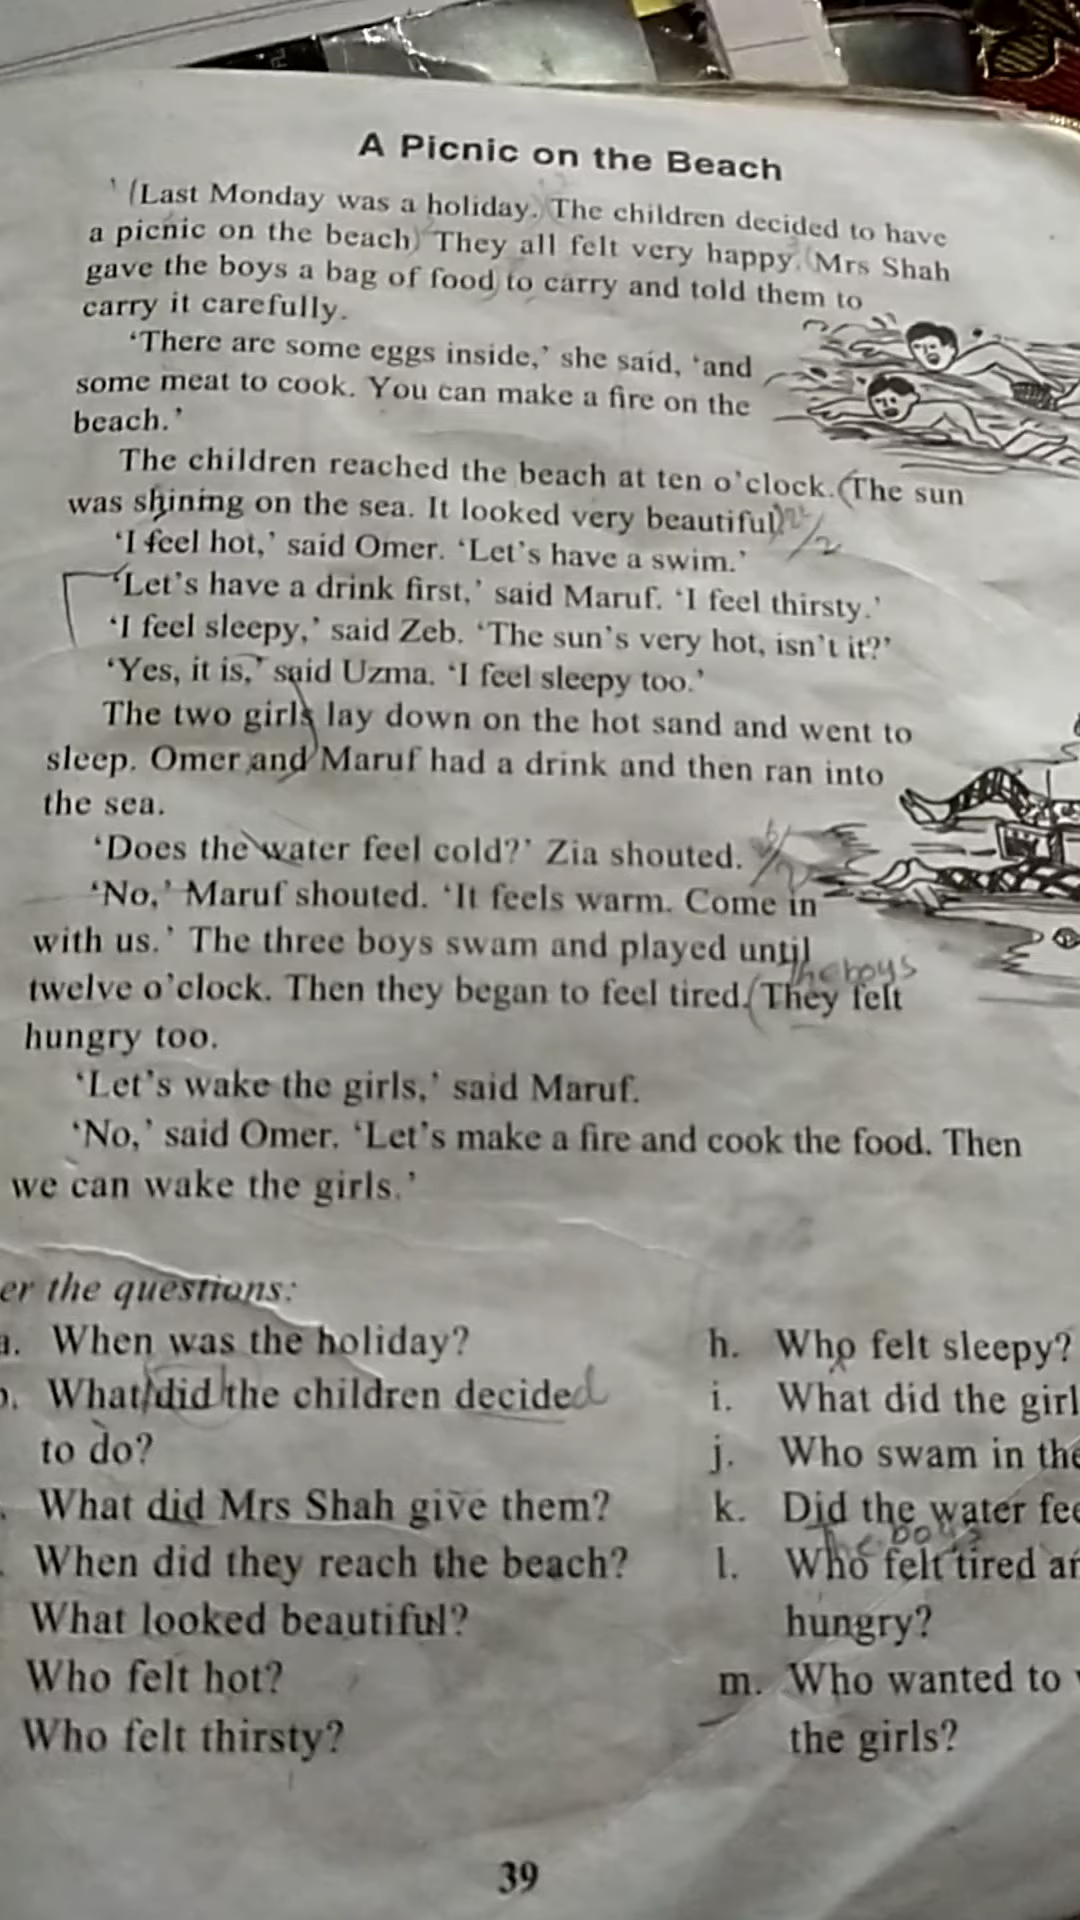 A Picnic on the Beach
(Last Monday was a holiday. The children decided to have
a picnic on the beach) They all felt very happy. (Mrs Shah
gave the boys a bag of food to carry and told them to
carry it carefully.
‘There are some eggs inside,’ she said, ‘and
some meat to cook. You can make a fire on the
beach.’
The children reached the beach at ten o’clock. (The sun
was shining on the sea. It looked very beautiful)
‘I feel hot,’ said Omer. ‘Let’s have a swim.’
‘Let’s have a drink first,’ said Maruf. ‘I feel thirsty.’
‘I feel sleepy,’ said Zeb. ‘The sun’s very hot, isn’t it?’
‘Yes, it is,’ said Uzma. ‘I feel sleepy too.’
The two girls lay down on the hot sand and went to
sleep. Omer and Maruf had a drink and then ran into
the sea.
‘Does the water feel cold?’ Zia shouted.
‘No,’ Maruf shouted. ‘It feels warm. Come in
with us.’ The three boys swam and played until
the boys
twelve o’clock. Then they began to feel tired. (They felt
hungry too.
‘Let’s wake the girls,’ said Maruf.
‘No,’ said Omer. ‘Let’s make a fire and cook the food. Then
we can wake the girls.’
er the questions:
a. When was the holiday?
b. What did the children decided
to do?
. What did Mrs Shah give them?
. When did they reach the beach?
What looked beautiful?
Who felt hot?
Who felt thirsty?
h. Who felt sleepy?
i. What did the girl
j. Who swam in the
k. Did the water fee
the boys
l. Who felt tired an
hungry?
m. Who wanted to
the girls?
39